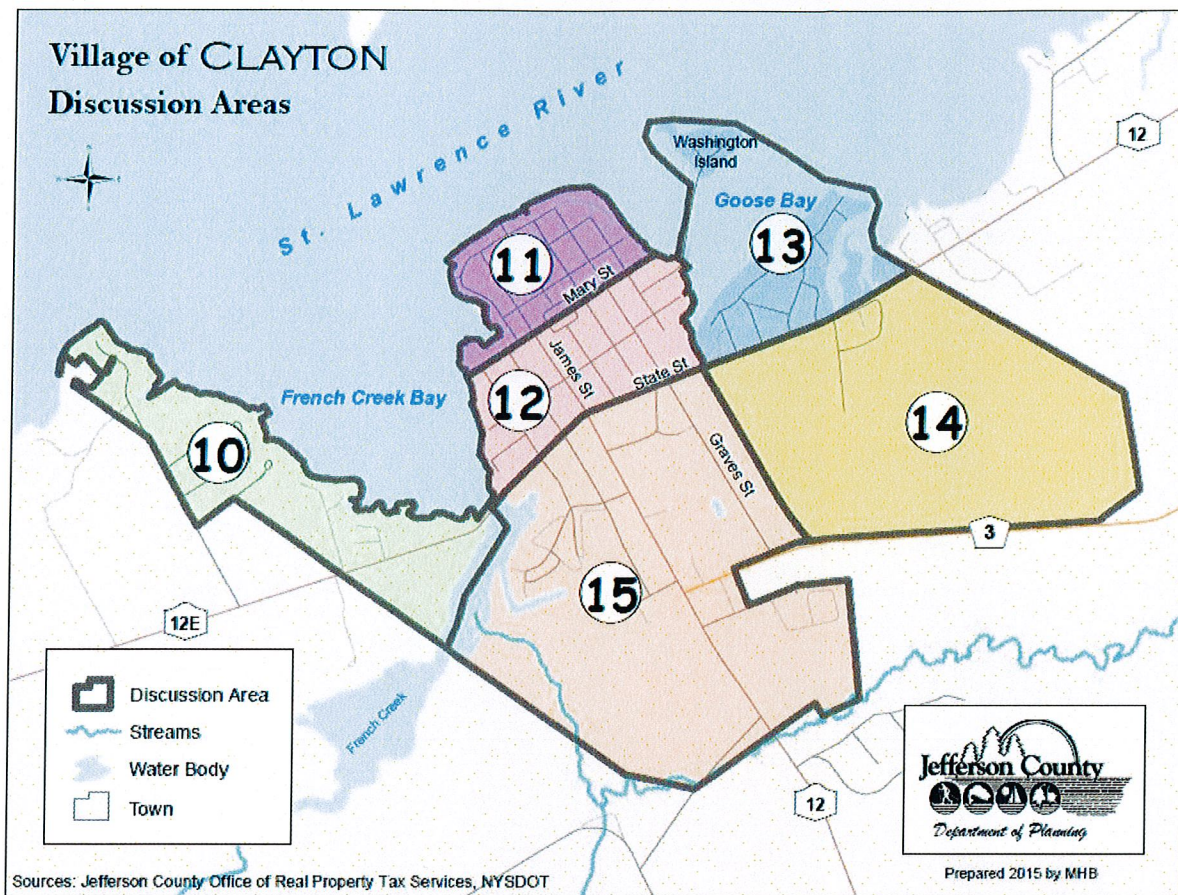 Village of CLAYTON
Discussion Areas
St. Lawrence River
12
Washington
Island
Goose Bay
13
11
Mary St
James St
State St
12
French Creek Bay
10
14
Graves St
3
15
12E
French Creek
12
Discussion Area
Streams
Water Body
Town
Jefferson County
Department of Planning
Prepared 2015 by MHB
Sources: Jefferson County Office of Real Property Tax Services, NYSDOT